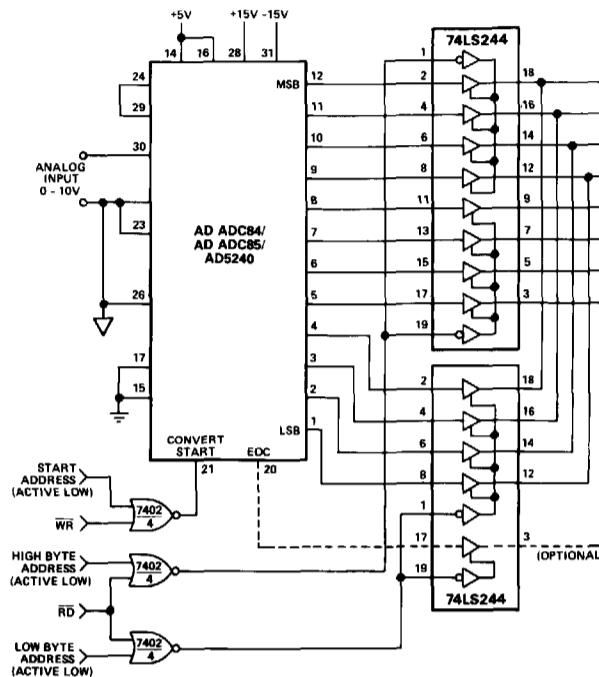 +5V
+15V -15V
14 16 28 31
24
29
ANALOG
INPUT
0 – 10V
30
23
26
17
15
MSB
12
11
10
9
8
7
6
5
4
3
2
1
LSB
AD ADC84/
AD ADC85/
AD5240
CONVERT
START
21
EOC
20
74LS244
1
2
18
4
16
6
14
8
12
11
9
13
7
15
5
17
3
19
2
18
4
16
6
14
8
12
1
17
3
(OPTIONAL
19
74LS244
START
ADDRESS
(ACTIVE LOW)
7402
4
WR
HIGH BYTE
ADDRESS
(ACTIVE LOW)
7402
4
RD
LOW BYTE
ADDRESS
(ACTIVE LOW)
7402
4